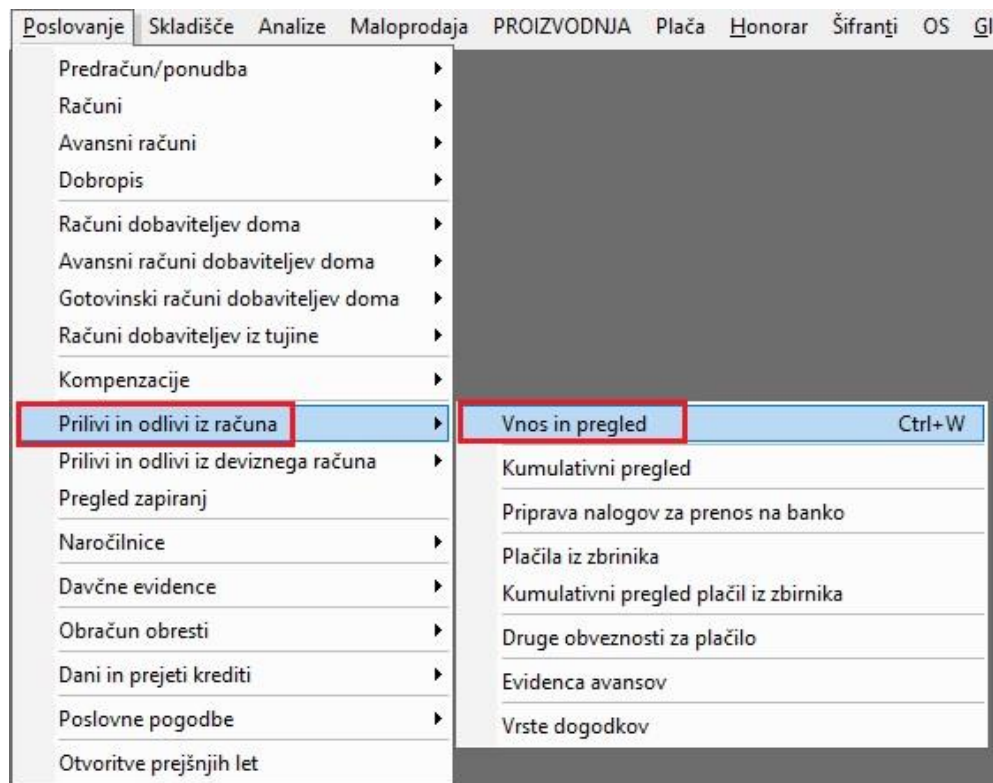 Poslovanje Skladišče Analize Maloprodaja PROIZVODNJA Plača Honorar Šifranti OS Gl
Predračun/ponudba
Računi
Avansni računi
Dobropis
Računi dobaviteljev doma
Avansni računi dobaviteljev doma
Gotovinski računi dobaviteljev doma
Računi dobaviteljev iz tujine
Kompenzacije
Prilivi in odlivi iz računa
Prilivi in odlivi iz deviznega računa
Pregled zapiranj
Naročilnice
Davčne evidence
Obračun obresti
Dani in prejeti krediti
Poslovne pogodbe
Otvoritve prejšnjih let
Vnos in pregled Ctrl+W
Kumulativni pregled
Priprava nalogov za prenos na banko
Plačila iz zbrinika
Kumulativni pregled plačil iz zbirnika
Druge obveznosti za plačilo
Evidenca avansov
Vrste dogodkov